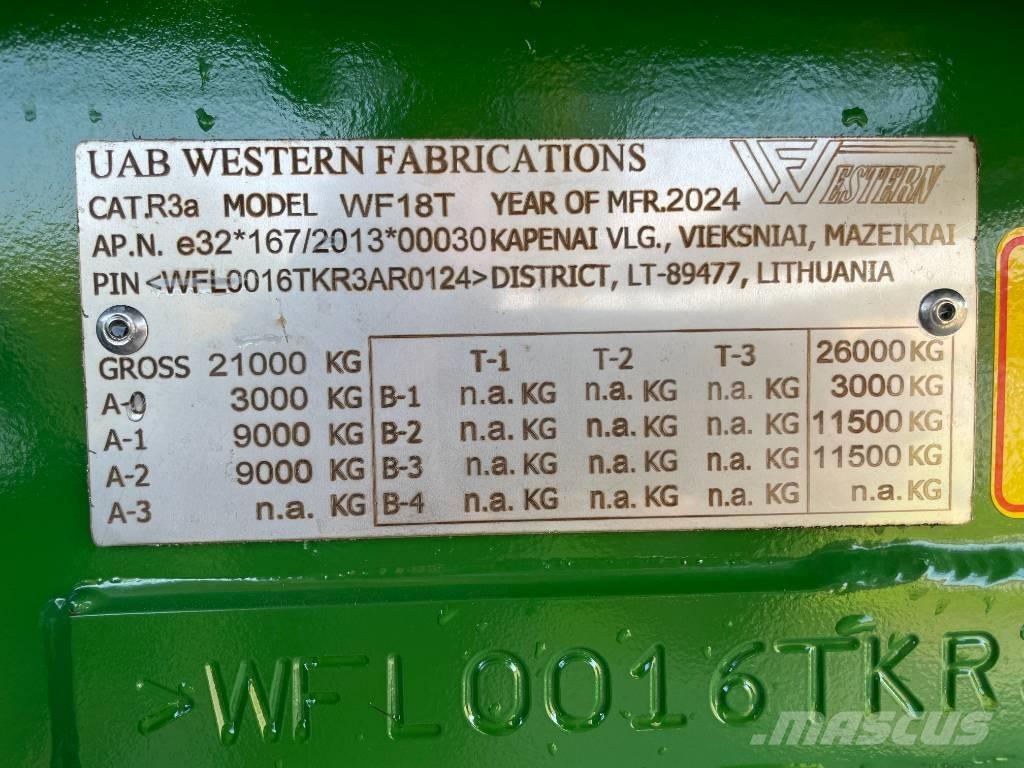 UAB WESTERN FABRICATIONS WF WESTERN
CAT.R3a MODEL WF18T YEAR OF MFR.2024
AP.N. e32*167/2013*00030 KAPENAI VLG., VIEKSNIAI, MAZEIKIAI
PIN <WFL0016TKR3AR0124> DISTRICT, LT-89477, LITHUANIA
GROSS 21000 KG T-1 T-2 T-3 26000 KG
A-0 3000 KG B-1 n.a. KG n.a. KG n.a. KG 3000 KG
A-1 9000 KG B-2 n.a. KG n.a. KG n.a. KG 11500 KG
A-2 9000 KG B-3 n.a. KG n.a. KG n.a. KG 11500 KG
A-3 n.a. KG B-4 n.a. KG n.a. KG n.a. KG n.a. KG
>WFL0016TKR
MASCUS